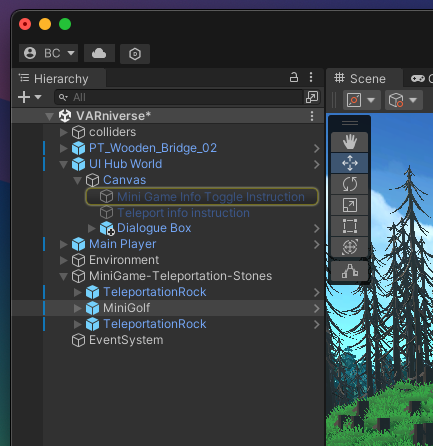 BC
Hierarchy
Scene
All
VARniverse*
colliders
PT_Wooden_Bridge_02
UI Hub World
Canvas
Mini Game Info Toggle Instruction
Teleport info instruction
Dialogue Box
Main Player
Environment
MiniGame-Teleportation-Stones
TeleportationRock
MiniGolf
TeleportationRock
EventSystem